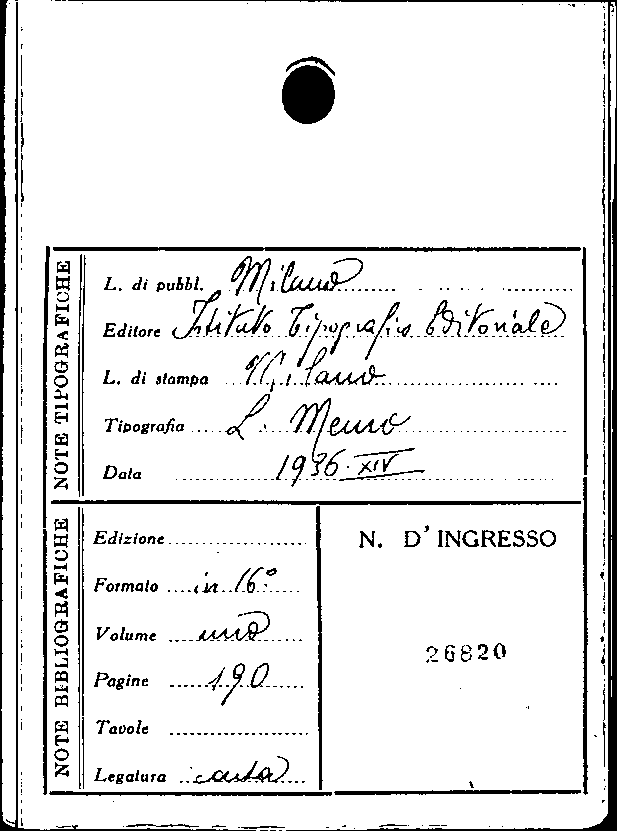 NOTE TIPOGRAFICHE
L. di pubbl. Milano
Editore Istituto Tipografico Editoriale
L. di stampa Milano
Tipografia L.
Data 1936 - XIV
NOTE BIBLIOGRAFICHE
Edizione
Formato in 16°
Volume uno
Pagine 190
Tavole
Legatura carta
N. D' INGRESSO
26820